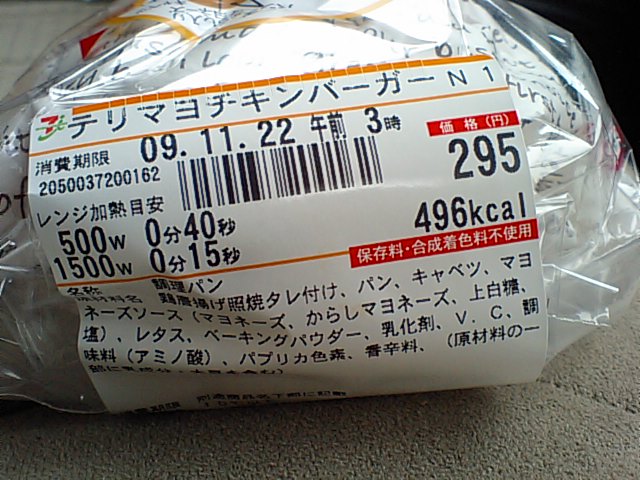 テリマヨチキンバーガーN1
消費期限 09.11.22 午前 3時
価格(円)
2050037200162
295
レンジ加熱目安
500W 0分40秒
496kcal
1500W 0分15秒
保存料・合成着色料不使用
名称 調理パン
原材料名 鶏唐揚げ照焼タレ付け、パン、キャベツ、マヨ
ネーズソース(マヨネーズ、からしマヨネーズ、上白糖、
塩)、レタス、ベーキングパウダー、乳化剤、V.C、調
味料(アミノ酸)、パプリカ色素、香辛料、(原材料の一